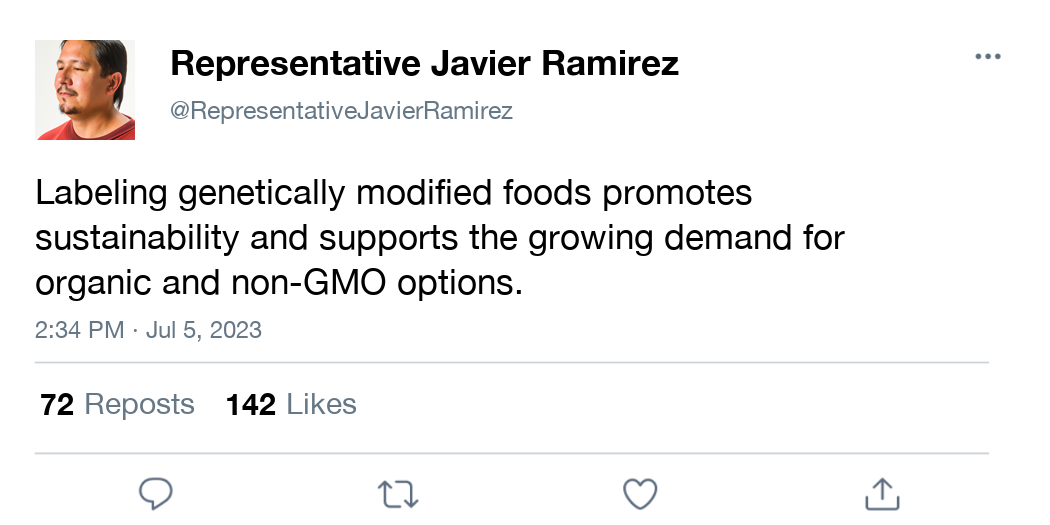 Representative Javier Ramirez
@RepresentativeJavierRamirez
Labeling genetically modified foods promotes
sustainability and supports the growing demand for
organic and non-GMO options.
2:34 PM · Jul 5, 2023
72 Reposts 142 Likes